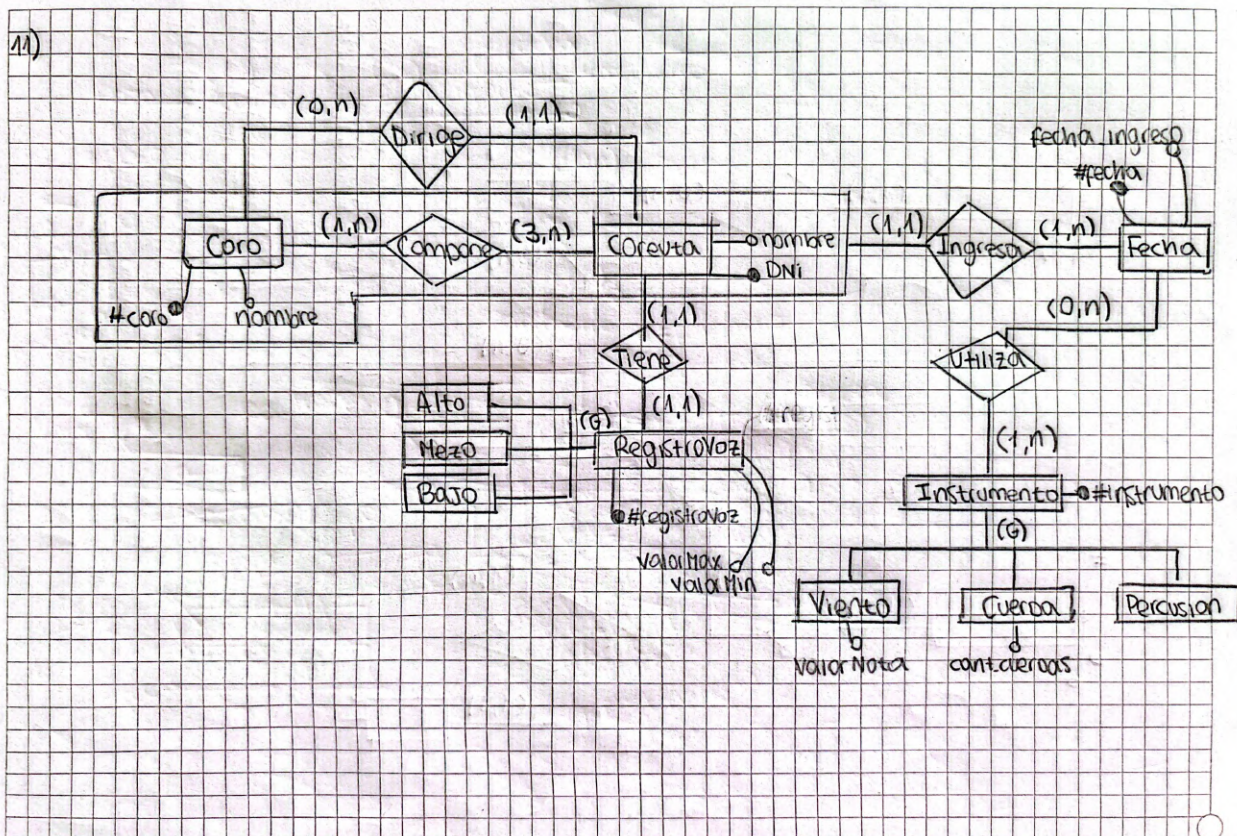 11)
(0,n)
Dirige
(1,1)
fecha_ingreso
#fecha
Coro
(1,n)
Compone
(3,n)
Coreuta
nombre
DNi
(1,1)
Ingresa
(1,n)
Fecha
#coro
nombre
(1,1)
(0,n)
Tiene
Utiliza
Alto
(G)
(1,1)
Mezo
RegistroVoz
(1,n)
Bajo
Instrumento
#instrumento
#registroVoz
(G)
valorMax
valorMin
Viento
Cuerda
Percusion
valorNota
cant.cuerdas